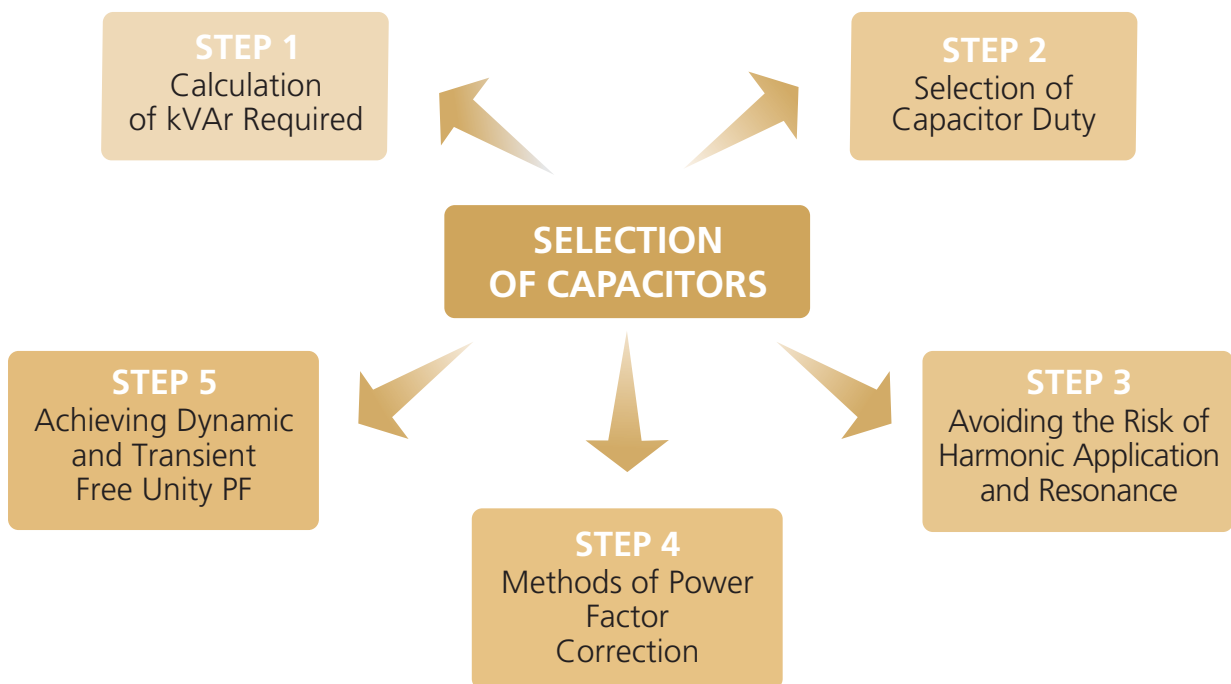 STEP 1
Calculation
of kVAr Required
STEP 2
Selection of
Capacitor Duty
SELECTION
OF CAPACITORS
STEP 5
Achieving Dynamic
and Transient
Free Unity PF
STEP 3
Avoiding the Risk of
Harmonic Application
and Resonance
STEP 4
Methods of Power
Factor
Correction